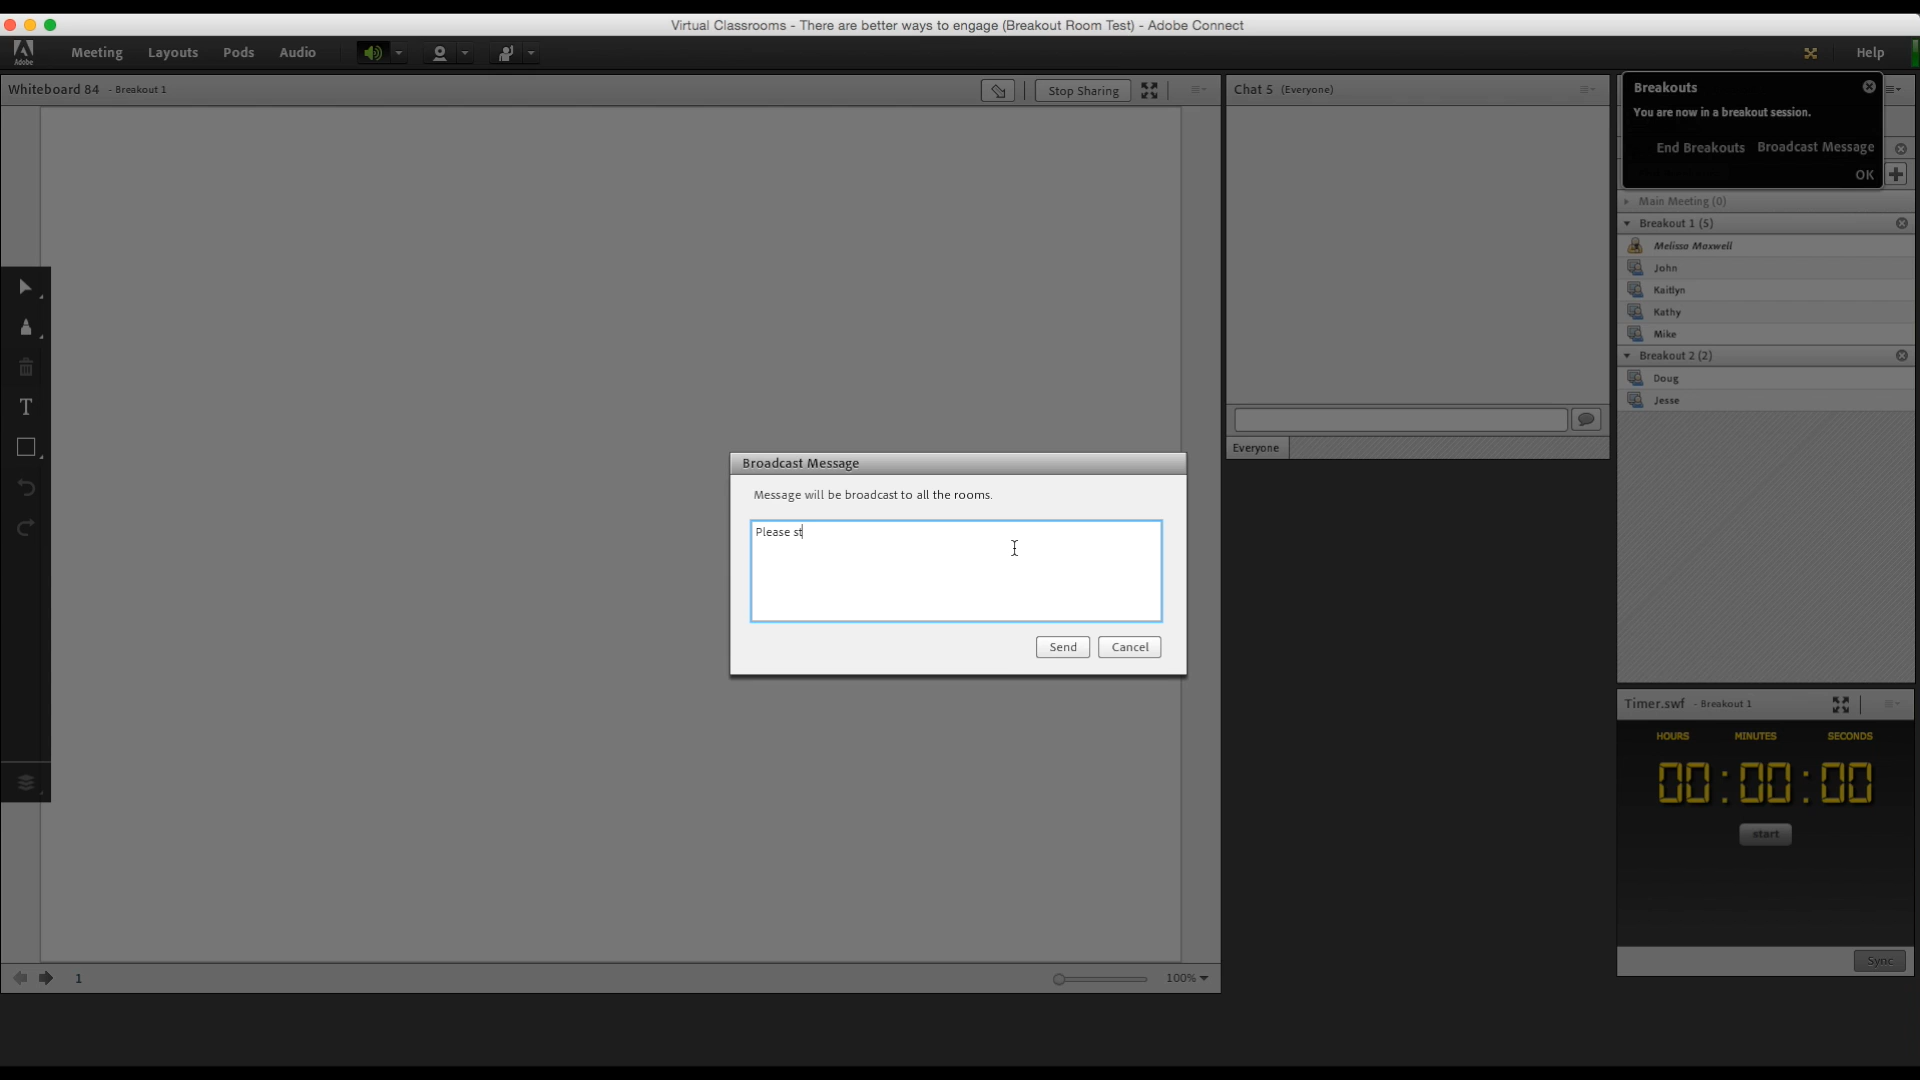 Virtual Classrooms - There are better ways to engage (Breakout Room Test) - Adobe Connect
Adobe
Meeting Layouts Pods Audio Help
Whiteboard 84 - Breakout 1 Stop Sharing
Chat 5 (Everyone)
Breakouts
You are now in a breakout session.
End Breakouts Broadcast Message
OK
Main Meeting (0)
Breakout 1 (5)
Melissa Maxwell
John
Kaitlyn
Kathy
Mike
Breakout 2 (2)
Doug
Jesse
Everyone
Broadcast Message
Message will be broadcast to all the rooms.
Please st
Send Cancel
T
Timer.swf - Breakout 1
HOURS MINUTES SECONDS
00:00:00
start
Sync
1
100%